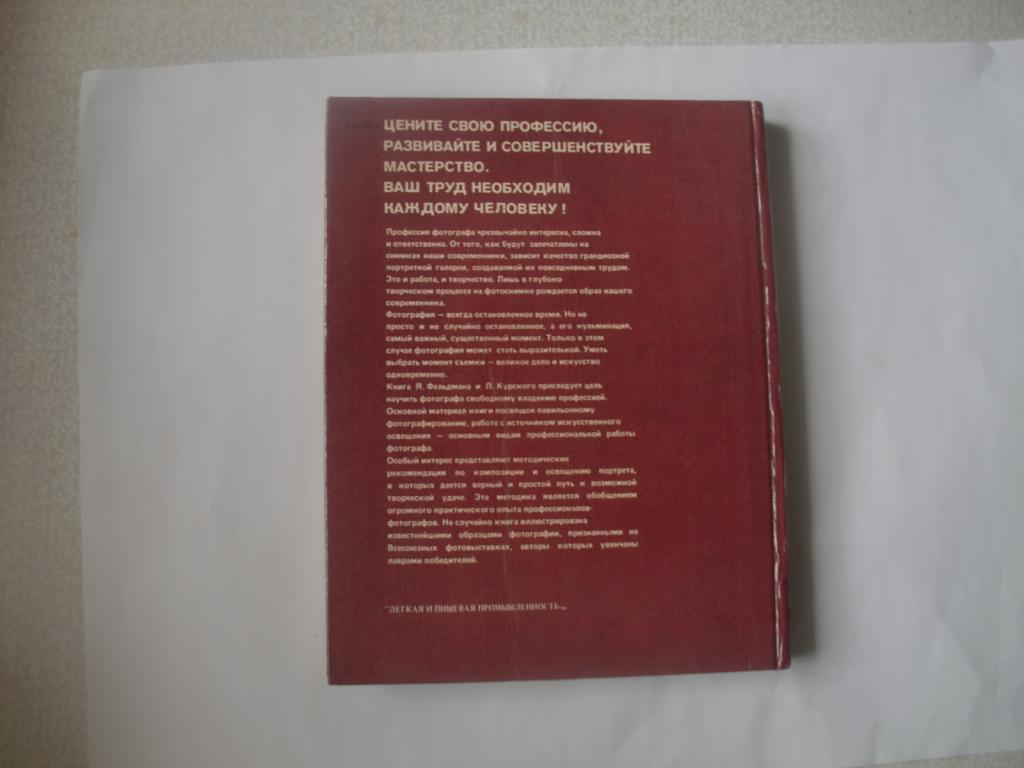 ЦЕНИТЕ СВОЮ ПРОФЕССИЮ,
РАЗВИВАЙТЕ И СОВЕРШЕНСТВУЙТЕ
МАСТЕРСТВО.
ВАШ ТРУД НЕОБХОДИМ
КАЖДОМУ ЧЕЛОВЕКУ!
Профессия фотографа чрезвычайно интересна, сложна
и ответственна. От того, как будут запечатлены на
снимках наши современники, зависит качество грандиозной
портретной галереи, создаваемой их повседневным трудом.
Это и работа, и творчество. Лишь в глубоко
творческом процессе на фотоснимке рождается образ нашего
современника.
Фотография — всегда остановленное время. Но не
просто и не случайно остановленное, а его кульминация,
самый важный, существенный момент. Только в этом
случае фотография может стать выразительной. Уметь
выбрать момент съемки — великое дело и искусство
одновременно.
Книга Я. Фельдмана и Л. Курского преследует цель
научить фотографа свободному владению профессией.
Основной материал книги посвящен павильонному
фотографированию, работе с источником искусственного
освещения — основным видам профессиональной работы
фотографа.
Особый интерес представляют методические
рекомендации по композиции и освещению портрета,
в которых дается верный и простой путь к возможной
творческой удаче. Эта методика является обобщением
огромного практического опыта профессионалов-
фотографов. Не случайно книга иллюстрирована
известнейшими образцами фотографии, признанными на
Всесоюзных фотовыставках, авторы которых увенчаны
лаврами победителей.
"ЛЕГКАЯ И ПИЩЕВАЯ ПРОМЫШЛЕННОСТЬ„